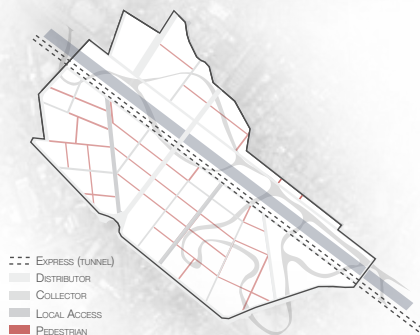 EXPRESS (TUNNEL)
DISTRIBUTOR
COLLECTOR
LOCAL ACCESS
PEDESTRIAN